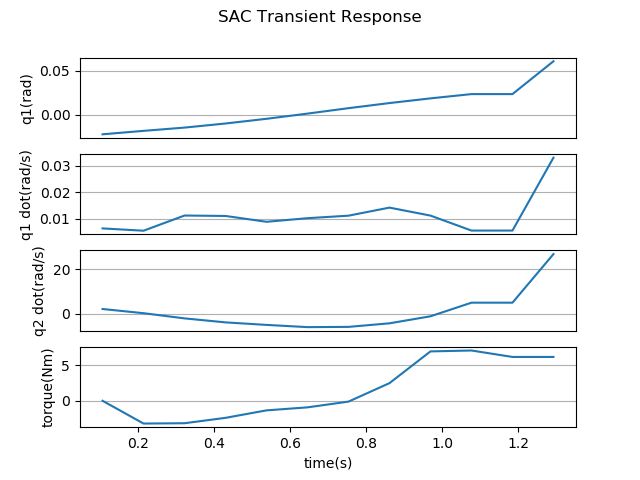 SAC Transient Response
0.05
0.00
q1(rad)
0.03
0.02
0.01
q1 dot(rad/s)
20
0
q2 dot(rad/s)
5
0
torque(Nm)
0.2 0.4 0.6 0.8 1.0 1.2
time(s)